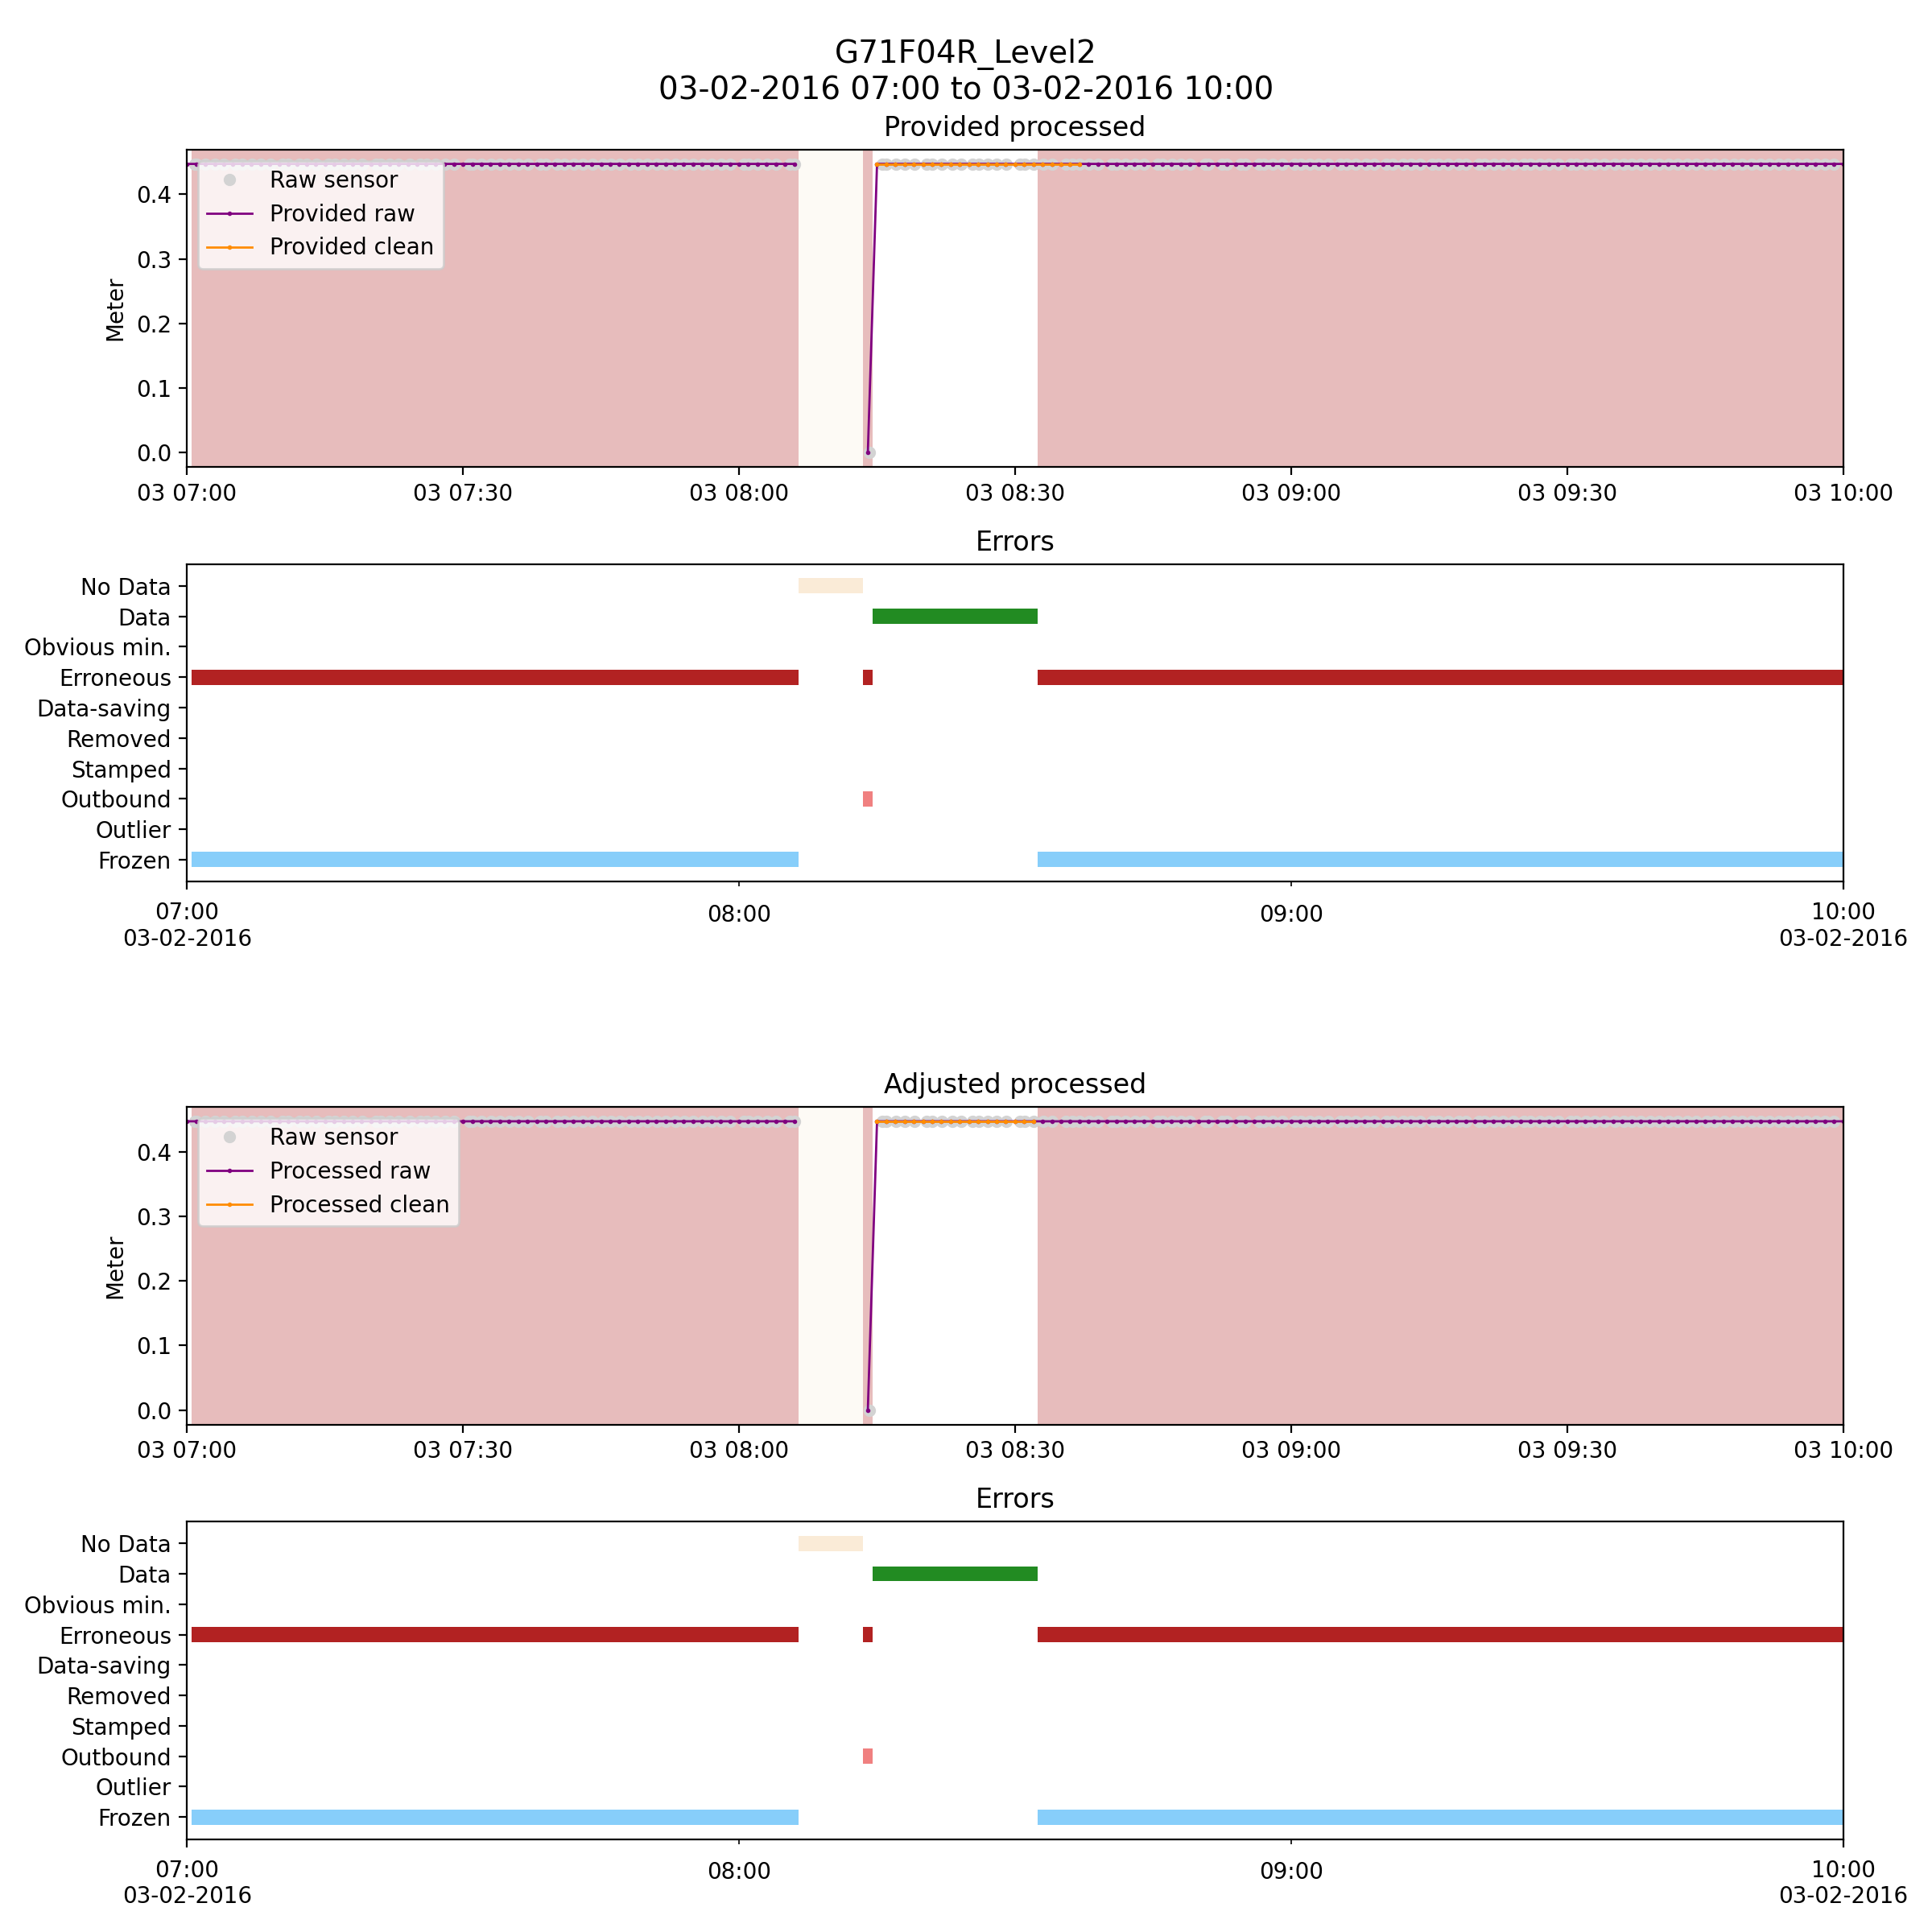 G71F04R_Level2
03-02-2016 07:00 to 03-02-2016 10:00
Provided processed
Raw sensor
Provided raw
Provided clean
Meter
0.4
0.3
0.2
0.1
0.0
03 07:00 03 07:30 03 08:00 03 08:30 03 09:00 03 09:30 03 10:00
Errors
No Data
Data
Obvious min.
Erroneous
Data-saving
Removed
Stamped
Outbound
Outlier
Frozen
07:00 08:00 09:00 10:00
03-02-2016 03-02-2016
Adjusted processed
Raw sensor
Processed raw
Processed clean
Meter
0.4
0.3
0.2
0.1
0.0
03 07:00 03 07:30 03 08:00 03 08:30 03 09:00 03 09:30 03 10:00
Errors
No Data
Data
Obvious min.
Erroneous
Data-saving
Removed
Stamped
Outbound
Outlier
Frozen
07:00 08:00 09:00 10:00
03-02-2016 03-02-2016